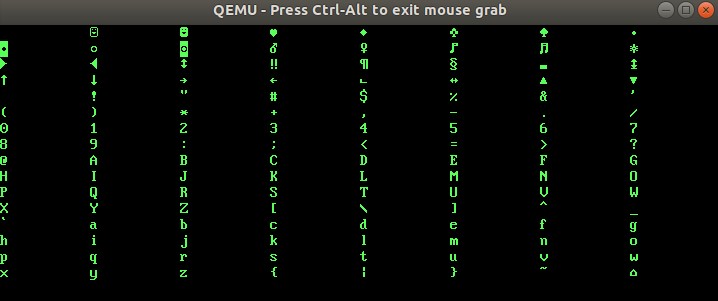 QEMU - Press Ctrl-Alt to exit mouse grab
☺ ☻ ♥ ♦ ♣ ♠ •
◘ ○ ◙ ♂ ♀ ♪ ♫ ☼
► ◄ ↕ ‼ ¶ § ▬ ↨
↑ ↓ → ← ∟ ↔ ▲ ▼
! " # $ % & '
( ) * + , - . /
0 1 2 3 4 5 6 7
8 9 : ; < = > ?
@ A B C D E F G
H I J K L M N O
P Q R S T U V W
X Y Z [ \ ] ^ _
` a b c d e f g
h i j k l m n o
p q r s t u v w
x y z { | } ~ ⌂